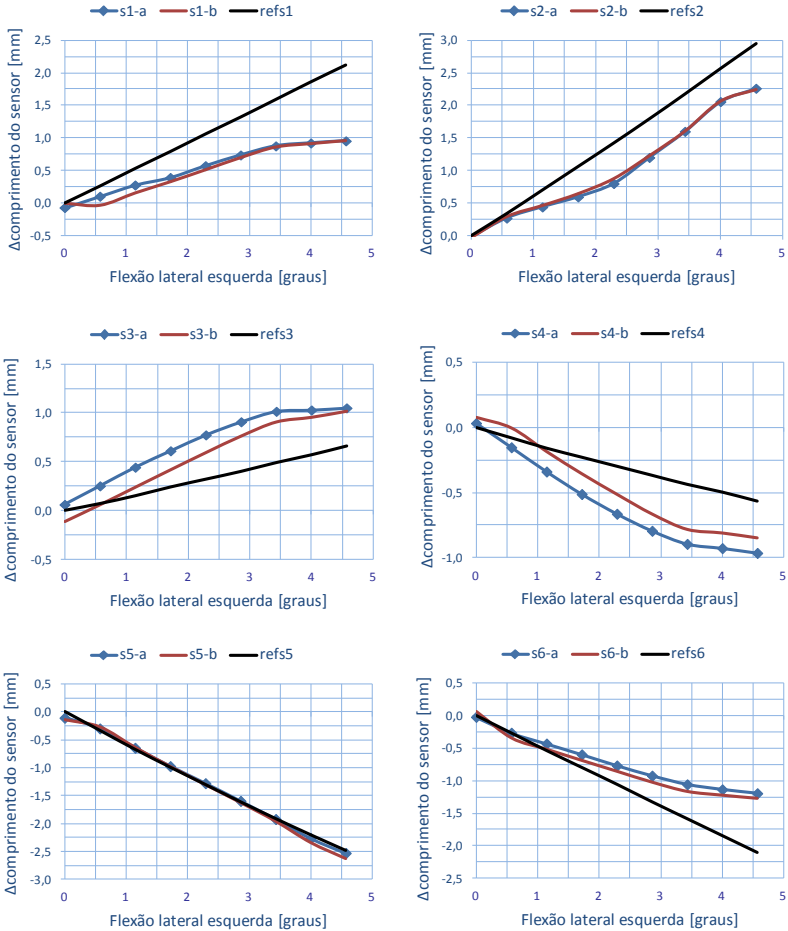 s1-a s1-b refs1
Δcomprimento do sensor [mm]
2,5
2,0
1,5
1,0
0,5
0,0
-0,5
0 1 2 3 4 5
Flexão lateral esquerda [graus]
s2-a s2-b refs2
Δcomprimento do sensor [mm]
3,0
2,5
2,0
1,5
1,0
0,5
0,0
0 1 2 3 4 5
Flexão lateral esquerda [graus]
s3-a s3-b refs3
Δcomprimento do sensor [mm]
1,5
1,0
0,5
0,0
-0,5
0 1 2 3 4 5
Flexão lateral esquerda [graus]
s4-a s4-b refs4
Δcomprimento do sensor [mm]
0,5
0,0
-0,5
-1,0
0 1 2 3 4 5
Flexão lateral esquerda [graus]
s5-a s5-b refs5
Δcomprimento do sensor [mm]
0,5
0,0
-0,5
-1,0
-1,5
-2,0
-2,5
-3,0
0 1 2 3 4 5
Flexão lateral esquerda [graus]
s6-a s6-b refs6
Δcomprimento do sensor [mm]
0,5
0,0
-0,5
-1,0
-1,5
-2,0
-2,5
0 1 2 3 4 5
Flexão lateral esquerda [graus]